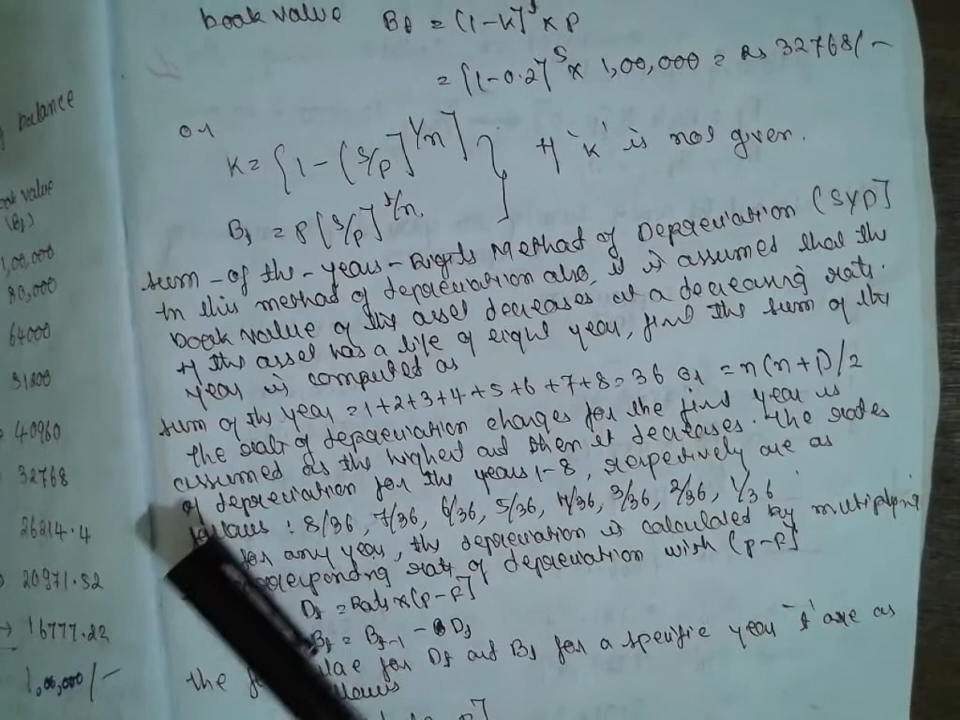 balance
book value
(Bt)
1,00,000
80,000
64000
51200
40960
32768
26214.4
20971.52
→ 16777.22
1,00,000/-
book value Bt = (1-K)^t x P
= (1-0.2)^5 x 1,00,000 = Rs 32768/-
or
K = {1-(S/P)^1/n} } If 'K' is not given.
Bt = P(S/P)^t/n
Sum-of the-years-Digits Method of Depreciation (SYD)
In this method of depreciation also, it is assumed that the
book value of the asset decreases at a decreasing rate.
If the asset has a life of eight year, find the sum of the
year is computed as
sum of the year = 1+2+3+4+5+6+7+8 = 36 or = n(n+1)/2
The rate of depreciation charges for the first year is
assumed as the highest and then it decreases. The rates
of depreciation for the years 1-8, respectively are as
follows : 8/36, 7/36, 6/36, 5/36, 4/36, 3/36, 2/36, 1/36
for any year, the depreciation is calculated by multiplying
corresponding rate of depreciation with (P-F)
Dt = Rate x (P-F)
Bt = Bt-1 - Dt
the for ulae for Dt and Bt for a specific year 't' are as